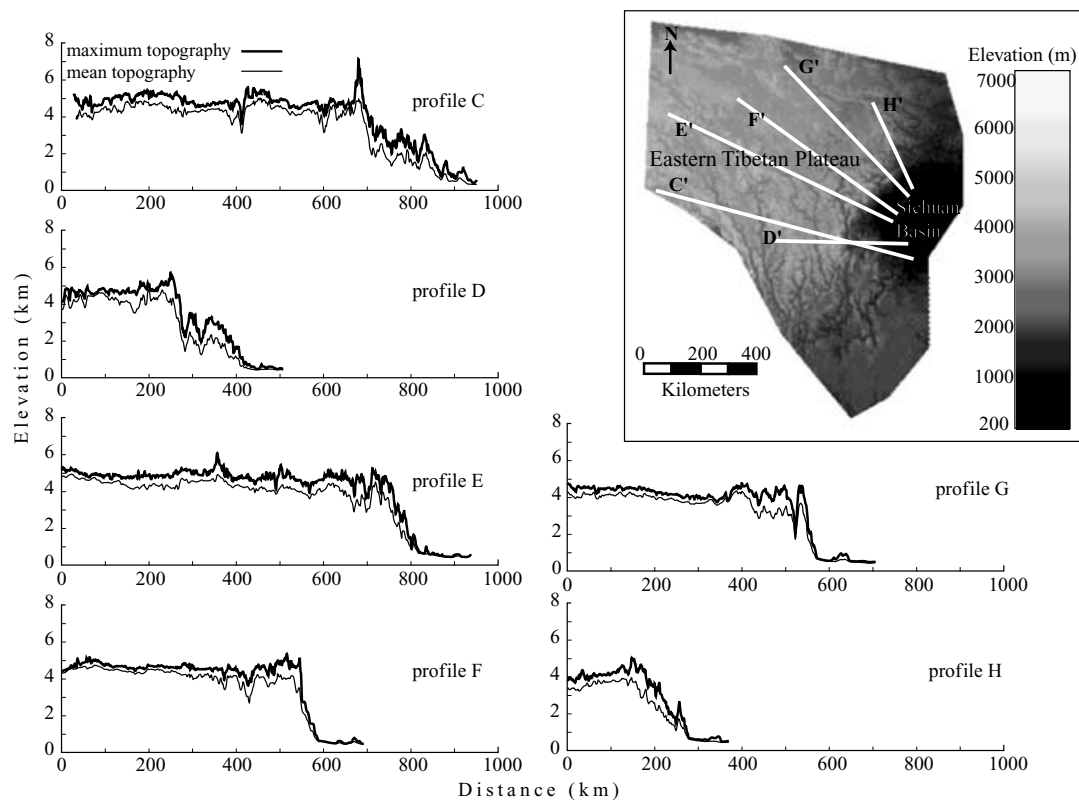 maximum topography
mean topography
8
6
4
2
0
0 200 400 600 800 1000
profile C
8
6
4
2
0
0 200 400 600 800 1000
profile D
8
6
4
2
0
0 200 400 600 800 1000
profile E
8
6
4
2
0
0 200 400 600 800 1000
profile F
Elevation (km)
N
G'
H'
F'
E'
Eastern Tibetan Plateau
C'
Sichuan
Basin
D'
0 200 400
Kilometers
Elevation (m)
7000
6000
5000
4000
3000
2000
1000
200
8
6
4
2
0
0 200 400 600 800 1000
profile G
8
6
4
2
0
0 200 400 600 800 1000
profile H
Distance (km)